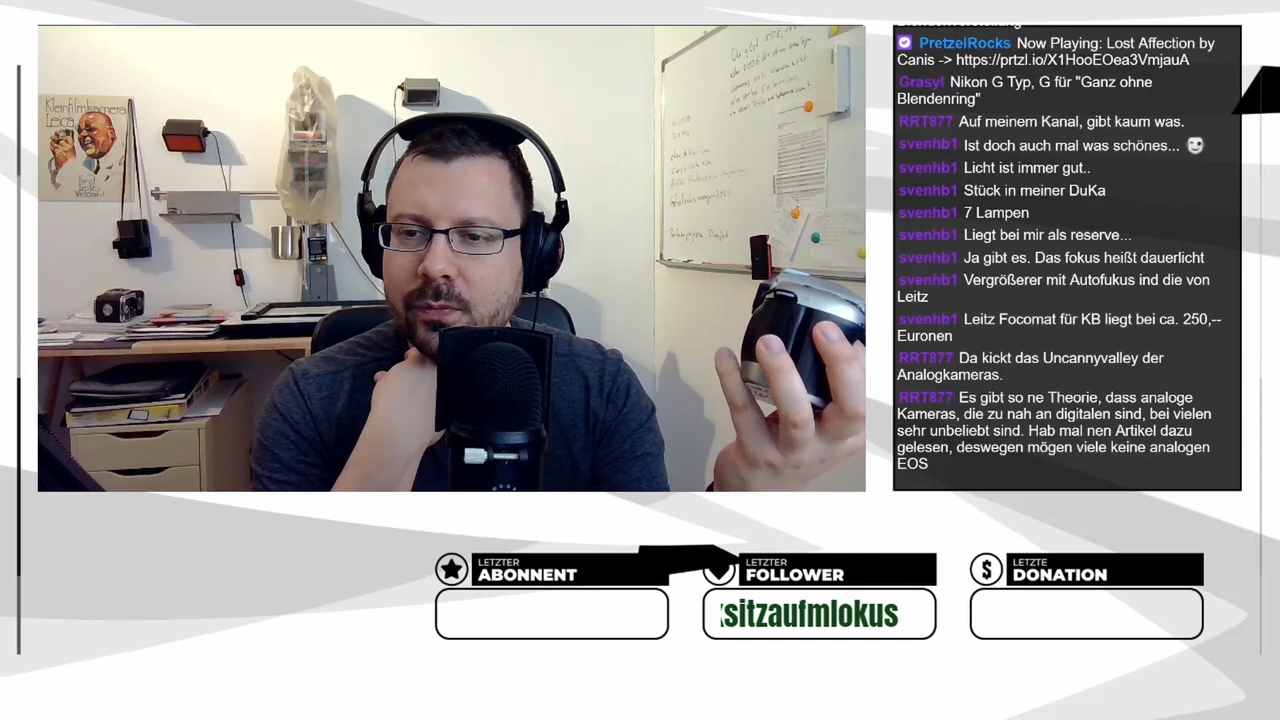 Kleinfilmkamera
Leica
PretzelRocks Now Playing: Lost Affection by
Canis -> https://prtzl.io/X1HooEOea3VmjauA
Grasyl Nikon G Typ, G für "Ganz ohne
Blendenring"
RRT877 Auf meinem Kanal, gibt kaum was.
svenhb1 Ist doch auch mal was schönes...
svenhb1 Licht ist immer gut..
svenhb1 Stück in meiner DuKa
svenhb1 7 Lampen
svenhb1 Liegt bei mir als reserve...
svenhb1 Ja gibt es. Das fokus heißt dauerlicht
svenhb1 Vergrößerer mit Autofukus ind die von
Leitz
svenhb1 Leitz Focomat für KB liegt bei ca. 250,--
Euronen
RRT877 Da kickt das Uncannyvalley der
Analogkameras.
RRT877 Es gibt so ne Theorie, dass analoge
Kameras, die zu nah an digitalen sind, bei vielen
sehr unbeliebt sind. Hab mal nen Artikel dazu
gelesen, deswegen mögen viele keine analogen
EOS
LETZTER
ABONNENT
LETZTER
FOLLOWER
sitzaufmlokus
LETZTE
DONATION